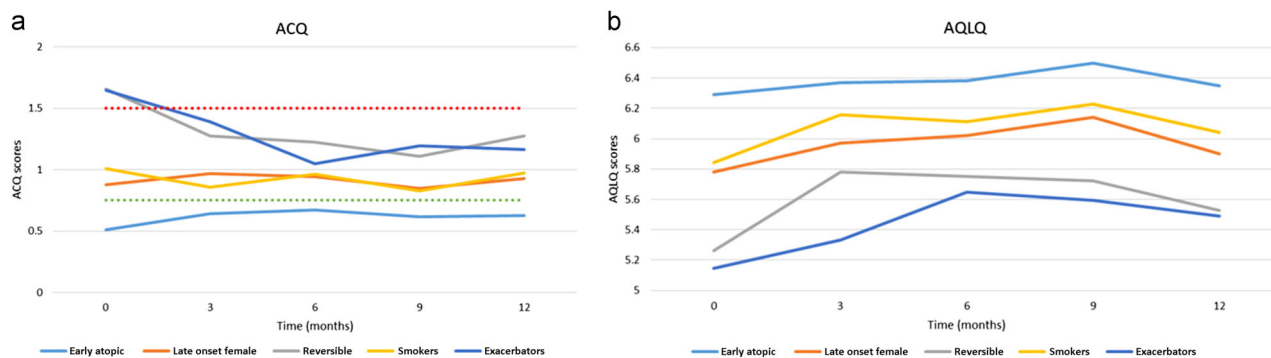 a
ACQ
2
1.5
1
0.5
0
ACQ scores
0 3 6 9 12
Time (months)
Early atopic Late onset female Reversible Smokers Exacerbators
b
AQLQ
6.6
6.4
6.2
6
5.8
5.6
5.4
5.2
5
AQLQ scores
0 3 6 9 12
Time (months)
Early atopic Late onset female Reversible Smokers Exacerbators